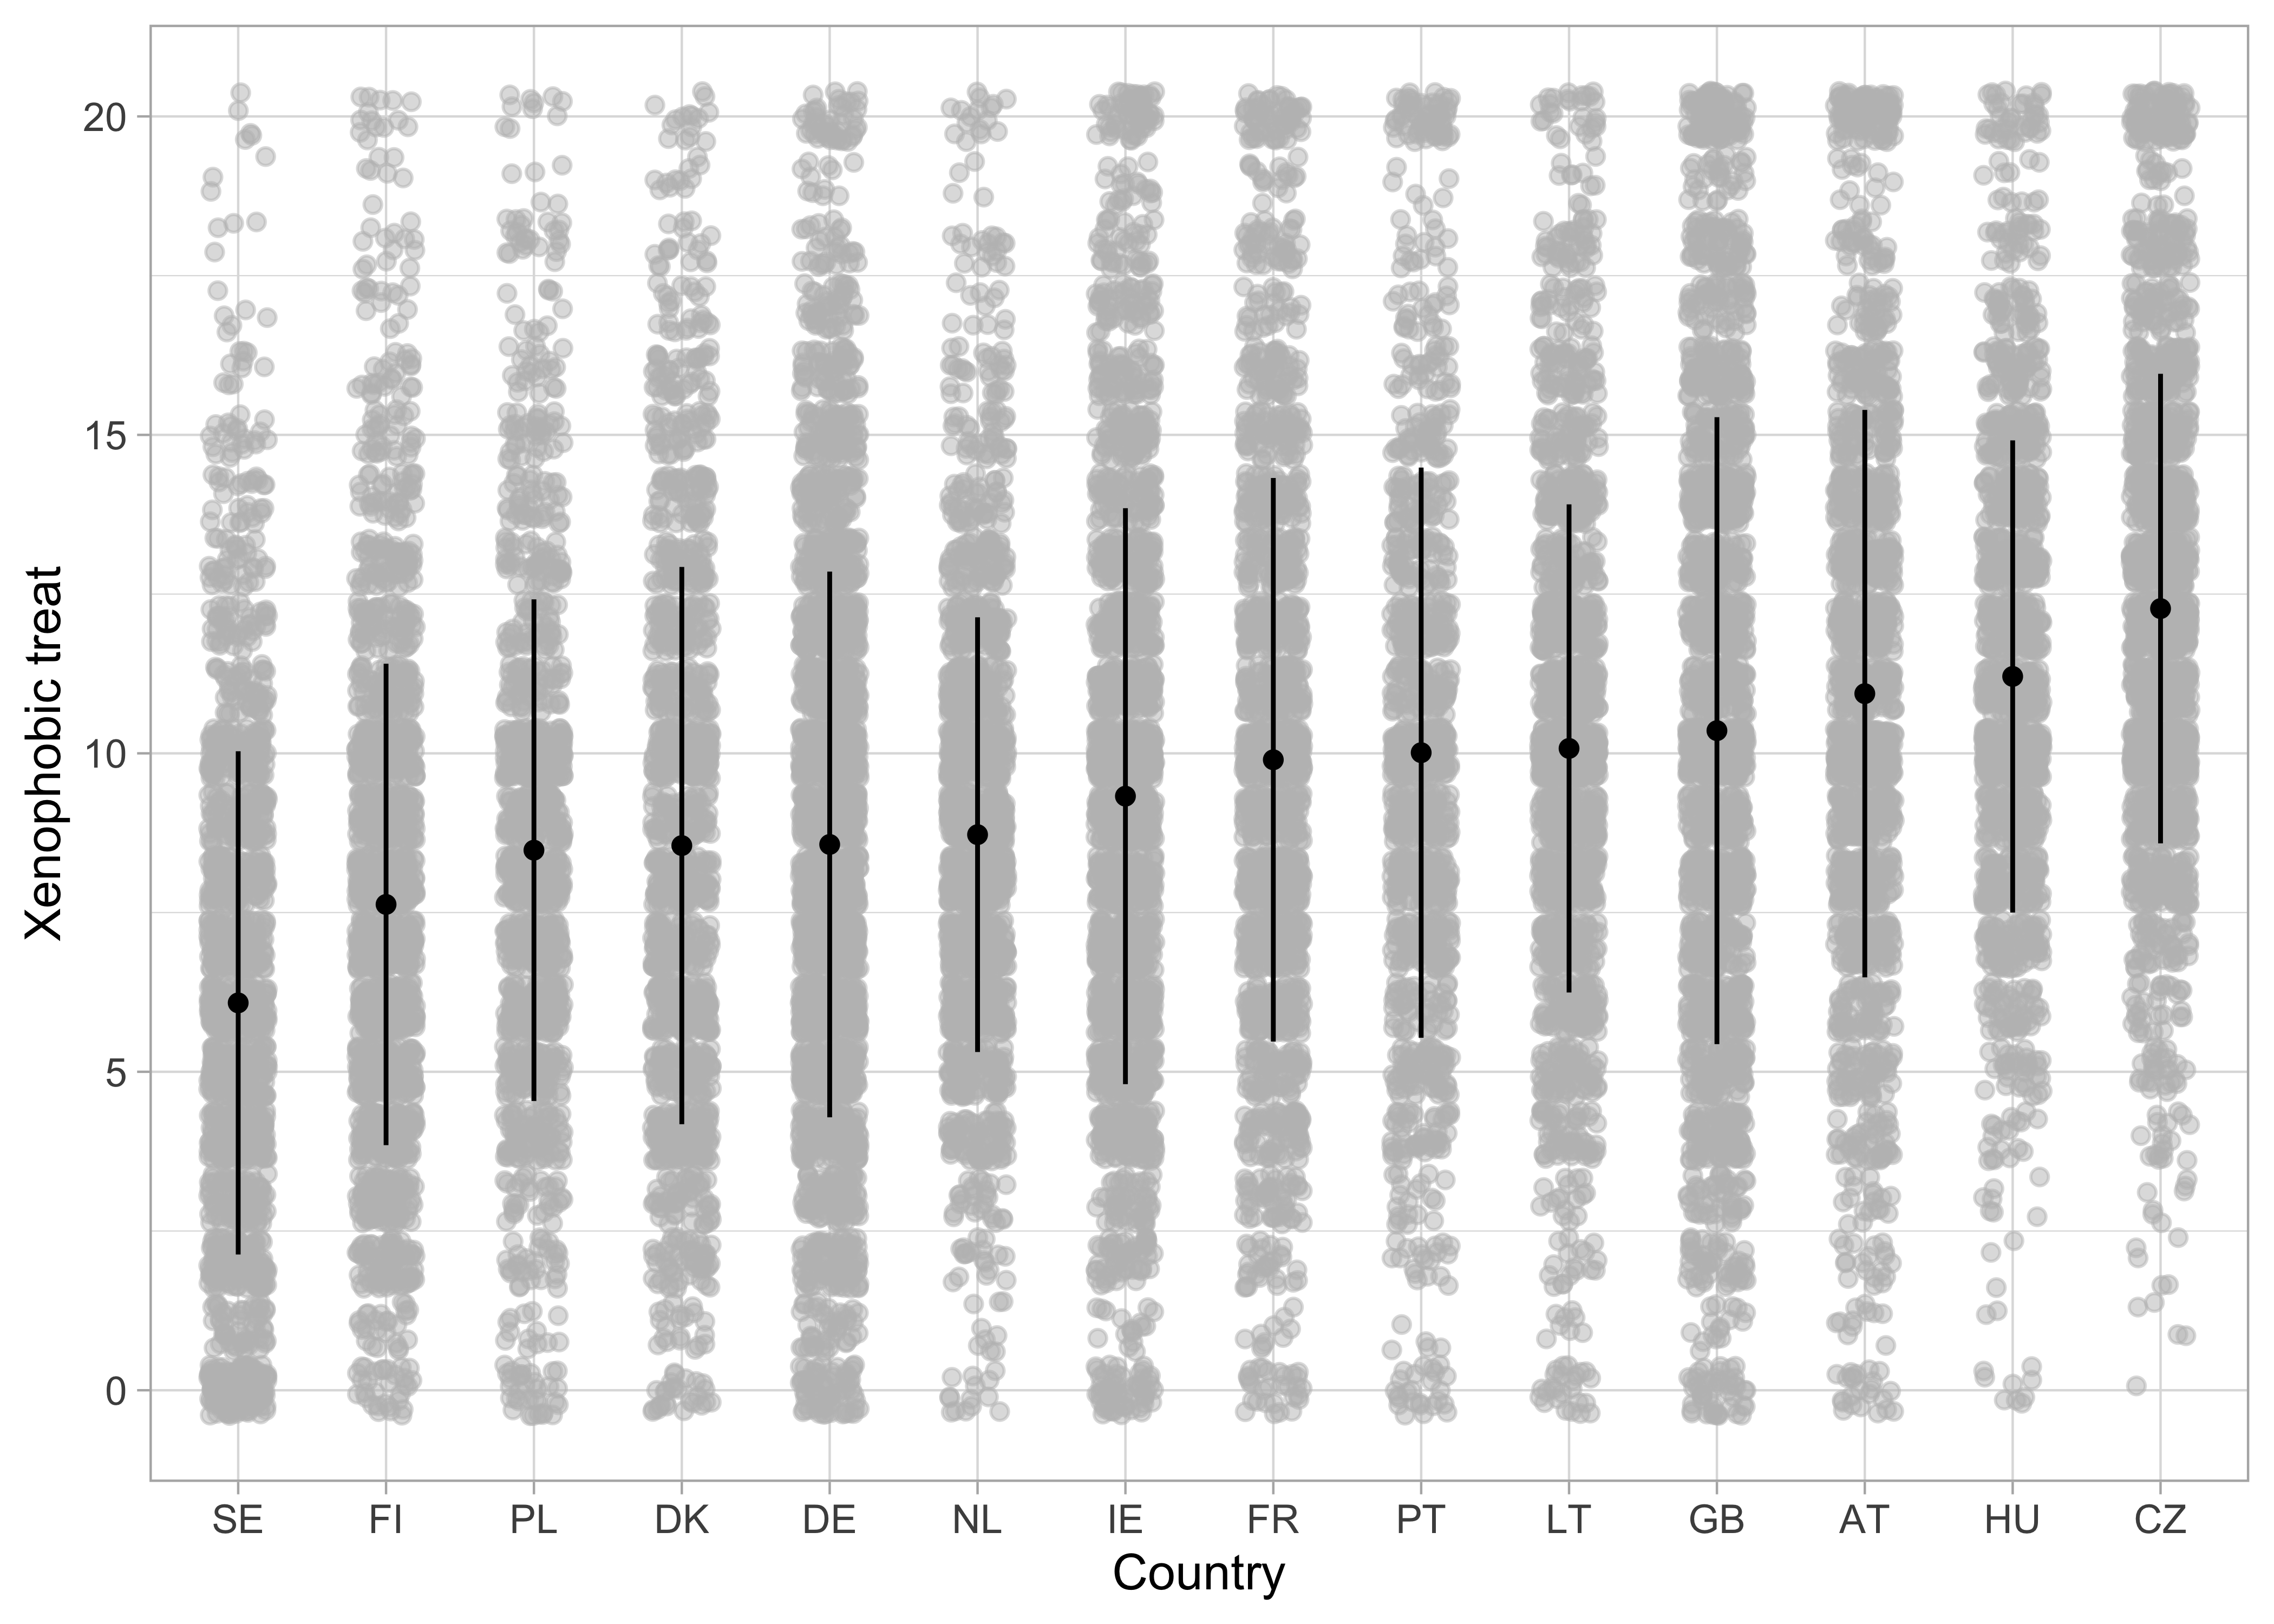 Xenophobic treat
20
15
10
5
0
SE FI PL DK DE NL IE FR PT LT GB AT HU CZ
Country